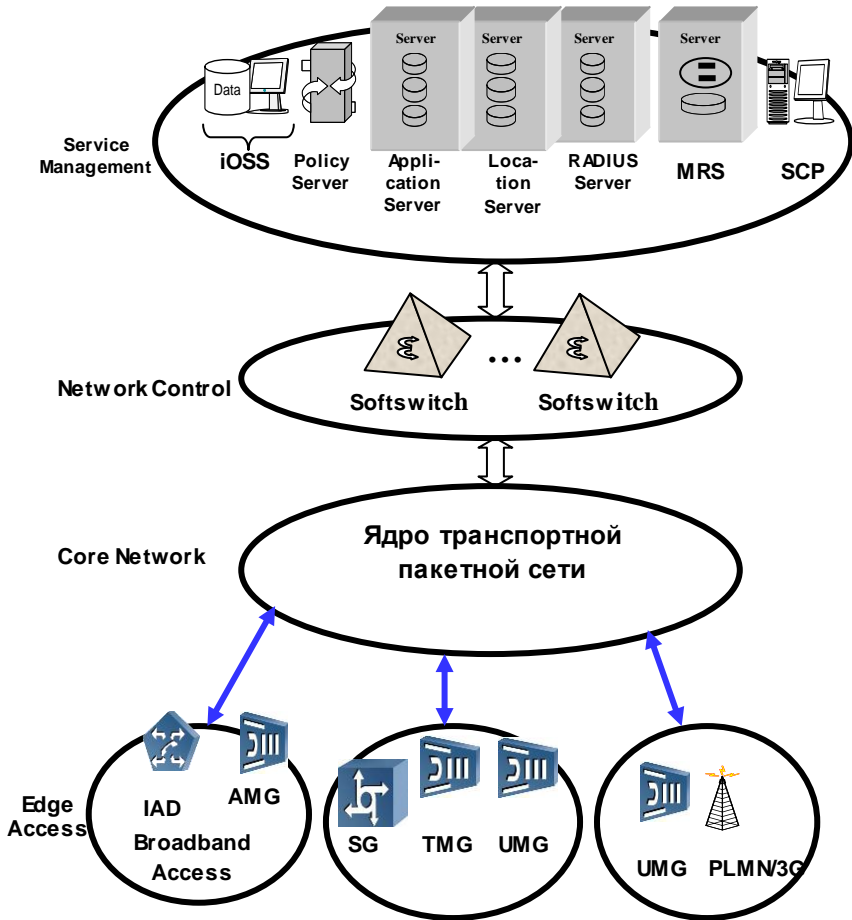 Server
Server
Server
Server
Data
Service
Management
iOSS
Policy
Server
Appli-
cation
Server
Loca-
tion
Server
RADIUS
Server
MRS
SCP
...
Network Control
Softswitch
Softswitch
Core Network
Ядро транспортной
пакетной сети
Edge
Access
IAD
AMG
Broadband
Access
SG
TMG
UMG
UMG
PLMN/3G